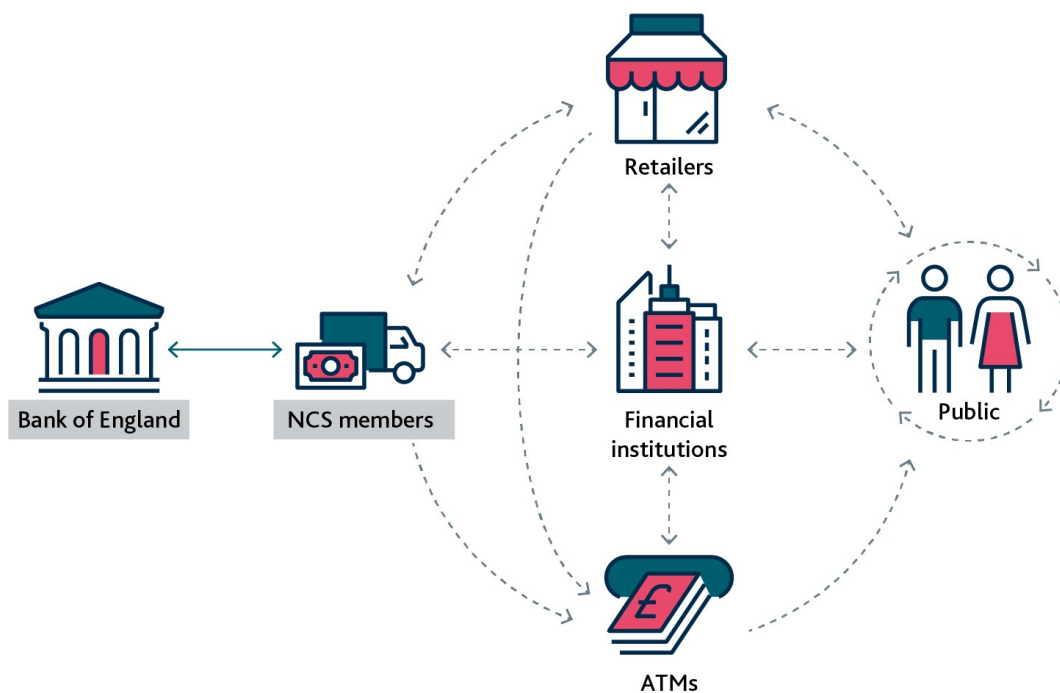 Retailers
Bank of England
NCS members
Financial
institutions
Public
£
ATMs